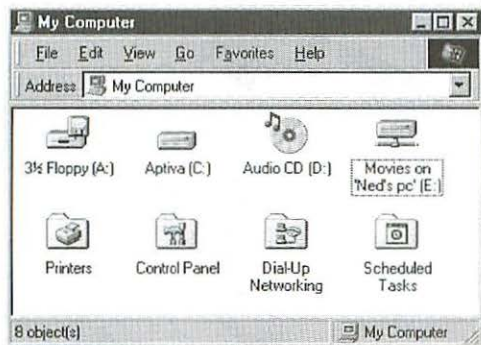 My Computer
File Edit View Go Favorites Help
Address My Computer
3½ Floppy (A:) Aptiva (C:) Audio CD (D:) Movies on 'Ned's pc' (E:)
Printers Control Panel Dial-Up Networking Scheduled Tasks
8 object(s) My Computer